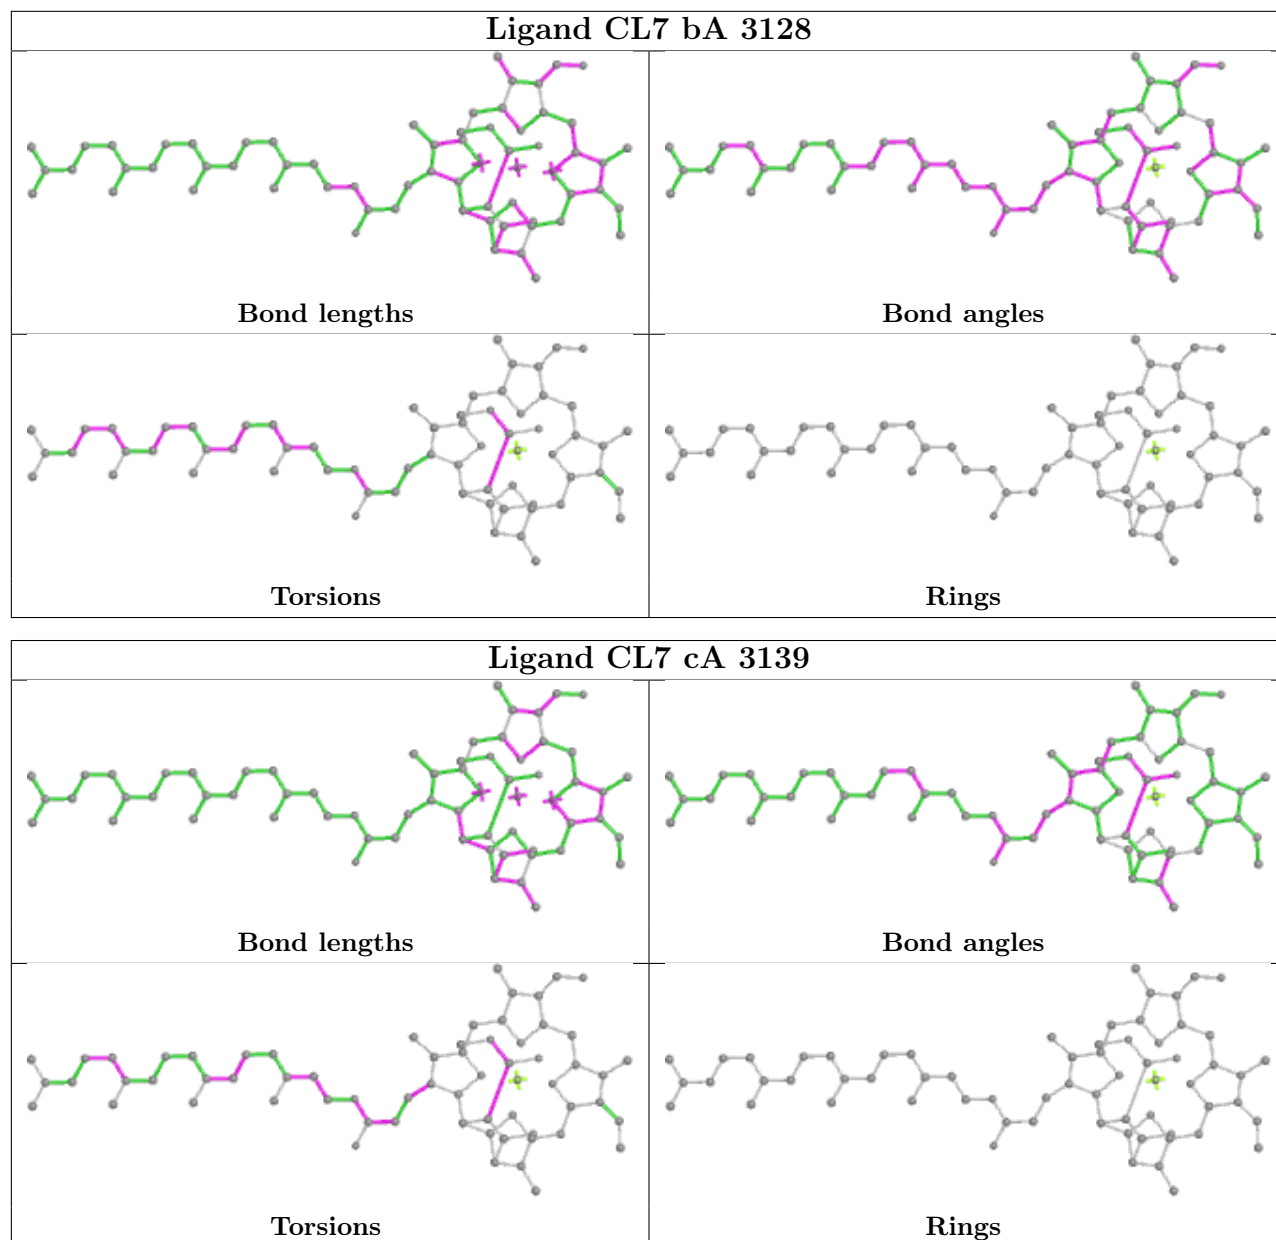 Ligand CL7 bA 3128
Bond lengths
Bond angles
Torsions
Rings
Ligand CL7 cA 3139
Bond lengths
Bond angles
Torsions
Rings